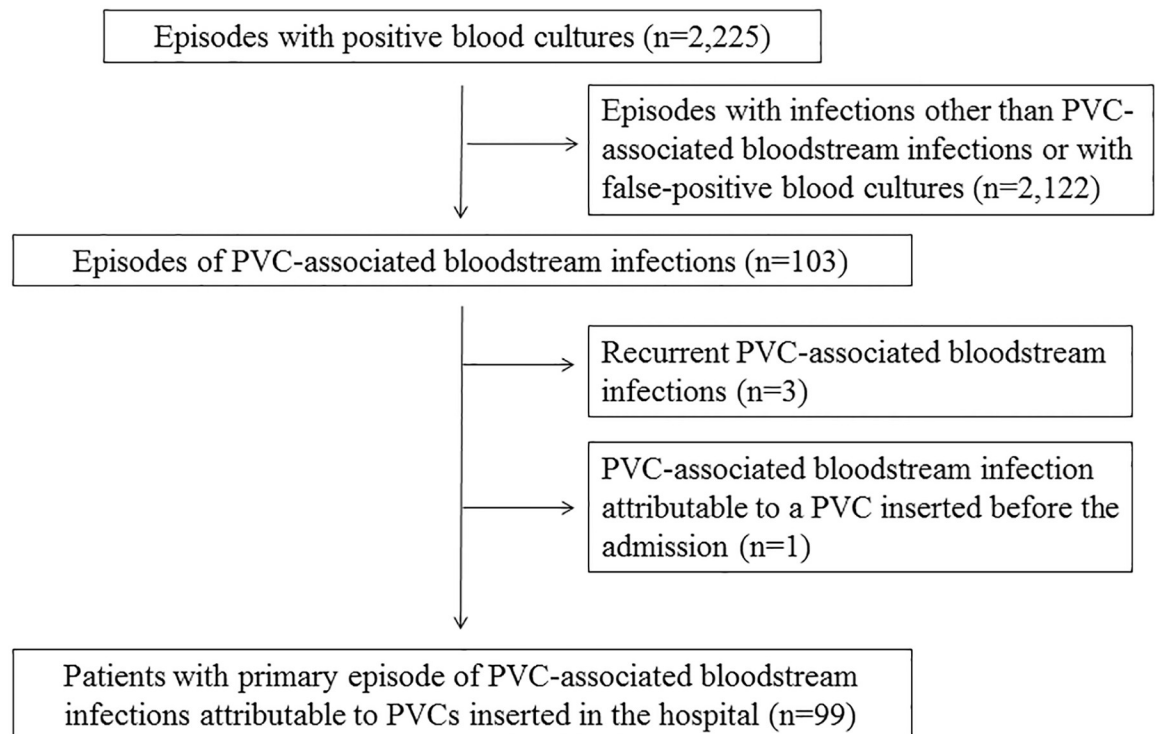 Episodes with positive blood cultures (n=2,225)
Episodes with infections other than PVC-
associated bloodstream infections or with
false-positive blood cultures (n=2,122)
Episodes of PVC-associated bloodstream infections (n=103)
Recurrent PVC-associated bloodstream
infections (n=3)
PVC-associated bloodstream infection
attributable to a PVC inserted before the
admission (n=1)
Patients with primary episode of PVC-associated bloodstream
infections attributable to PVCs inserted in the hospital (n=99)